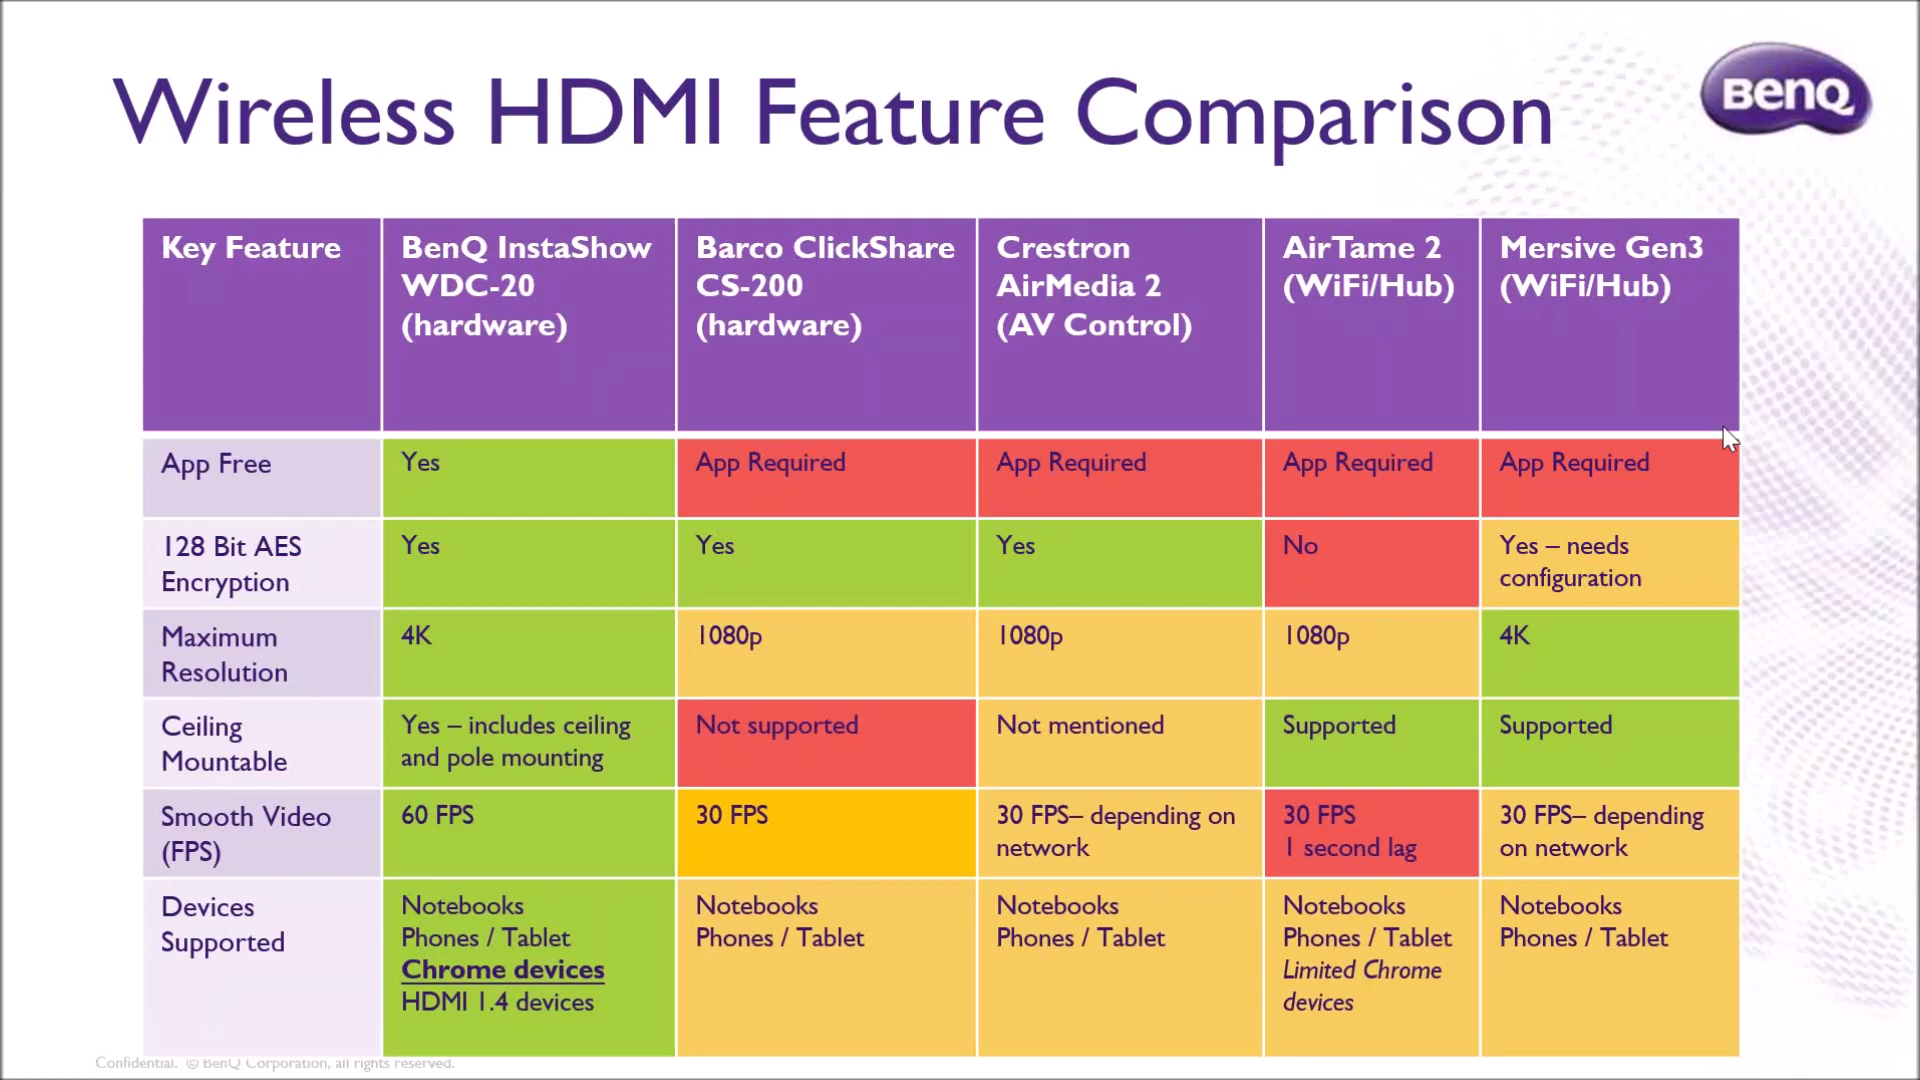 Wireless HDMI Feature Comparison
BenQ
Key Feature
BenQ InstaShow
WDC-20
(hardware)
Barco ClickShare
CS-200
(hardware)
Crestron
AirMedia 2
(AV Control)
AirTame 2
(WiFi/Hub)
Mersive Gen3
(WiFi/Hub)
App Free
Yes
App Required
App Required
App Required
App Required
128 Bit AES
Encryption
Yes
Yes
Yes
No
Yes – needs
configuration
Maximum
Resolution
4K
1080p
1080p
1080p
4K
Ceiling
Mountable
Yes – includes ceiling
and pole mounting
Not supported
Not mentioned
Supported
Supported
Smooth Video
(FPS)
60 FPS
30 FPS
30 FPS– depending on
network
30 FPS
1 second lag
30 FPS– depending
on network
Devices
Supported
Notebooks
Phones / Tablet
Chrome devices
HDMI 1.4 devices
Notebooks
Phones / Tablet
Notebooks
Phones / Tablet
Notebooks
Phones / Tablet
Limited Chrome
devices
Notebooks
Phones / Tablet
Confidential. © BenQ Corporation, all rights reserved.